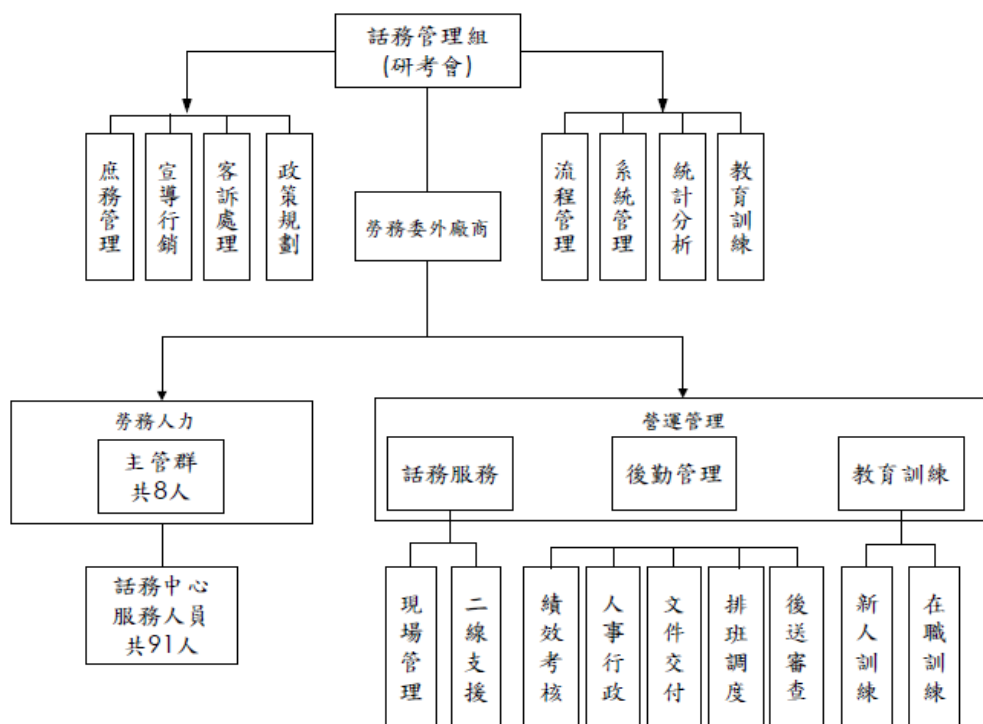 話務管理組
(研考會)
庶務管理
宣導行銷
客訴處理
政策規劃
流程管理
系統管理
統計分析
教育訓練
勞務委外廠商
勞務人力
主管群
共8人
話務中心
服務人員
共91人
營運管理
話務服務
後勤管理
教育訓練
現場管理
二線支援
績效考核
人事行政
文件交付
排班調度
後送審查
新人訓練
在職訓練